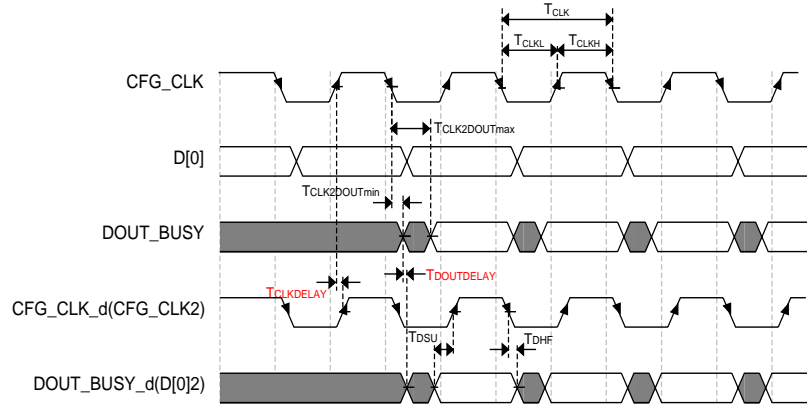 TCLK
TCLKL
TCLKH
CFG_CLK
TCLK2DOUTmax
D[0]
TCLK2DOUTmin
DOUT_BUSY
TDOUTDELAY
TCLKDELAY
CFG_CLK_d(CFG_CLK2)
TDSU
TDHF
DOUT_BUSY_d(D[0]2)